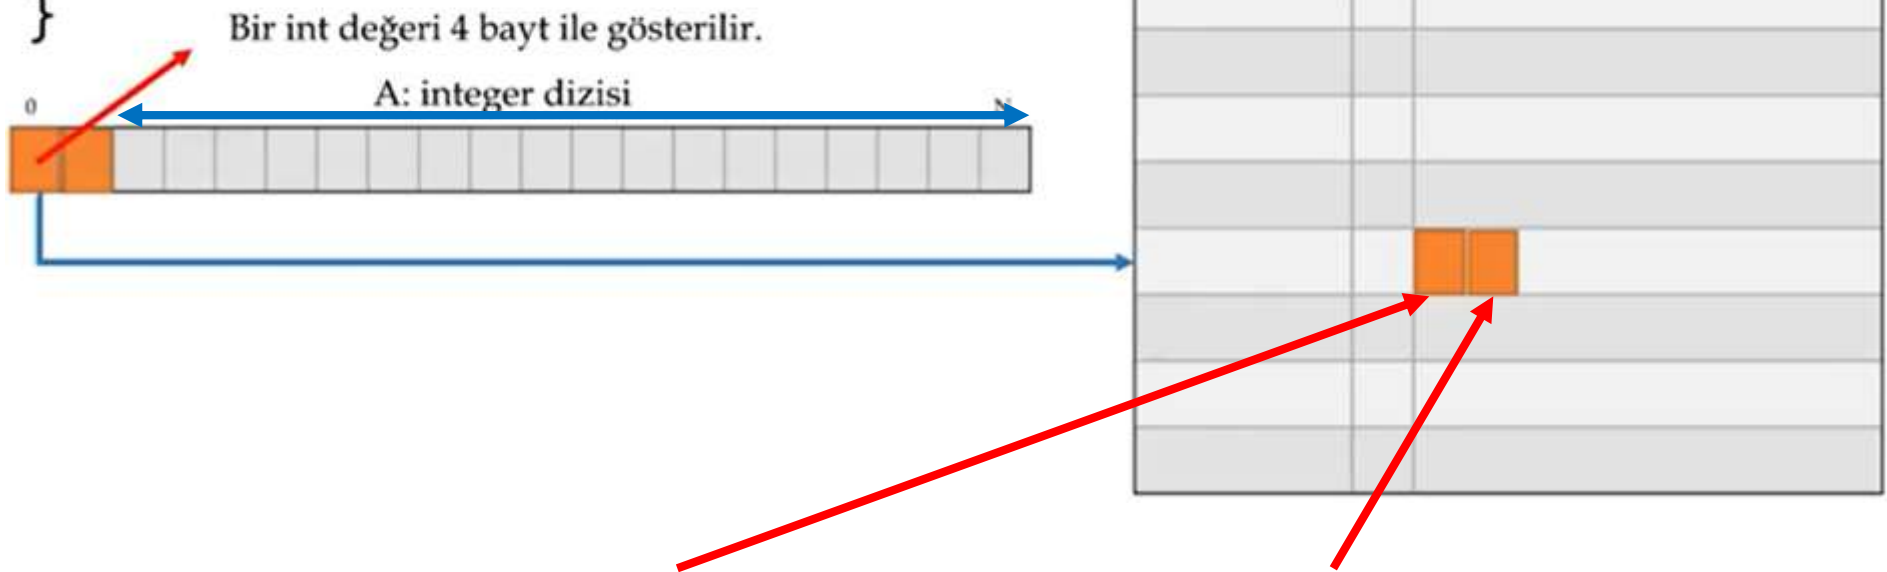 }
Bir int değeri 4 bayt ile gösterilir.
A: integer dizisi
0